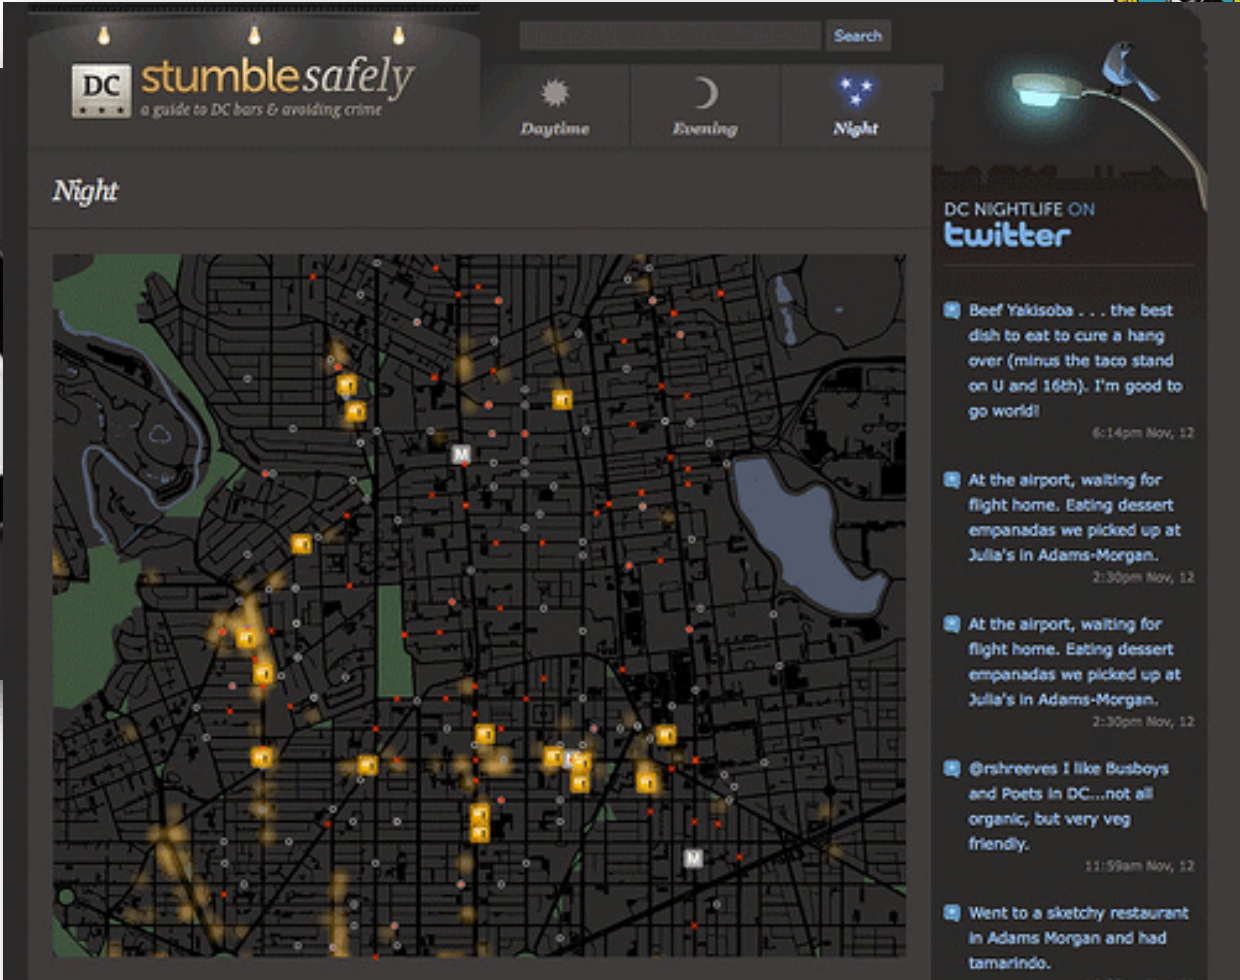 DC
stumblesafely
a guide to DC bars & avoiding crime
Search
Daytime
Evening
Night
Night
M
M
DC NIGHTLIFE ON
twitter
Beef Yakisoba . . . the best
dish to eat to cure a hang
over (minus the taco stand
on U and 16th). I'm good to
go world!
6:14pm Nov, 12
At the airport, waiting for
flight home. Eating dessert
empanadas we picked up at
Julia's in Adams-Morgan.
2:30pm Nov, 12
At the airport, waiting for
flight home. Eating dessert
empanadas we picked up at
Julia's in Adams-Morgan.
2:30pm Nov, 12
@rshreeves I like Busboys
and Poets in DC...not all
organic, but very veg
friendly.
11:59am Nov, 12
Went to a sketchy restaurant
in Adams Morgan and had
tamarindo.